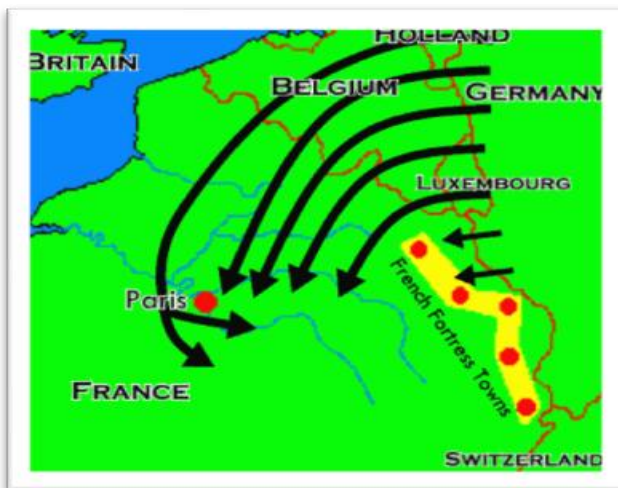 HOLLAND
BRITAIN
BELGIUM
GERMANY
LUXEMBOURG
French Fortress Towns
Paris
FRANCE
SWITZERLAND